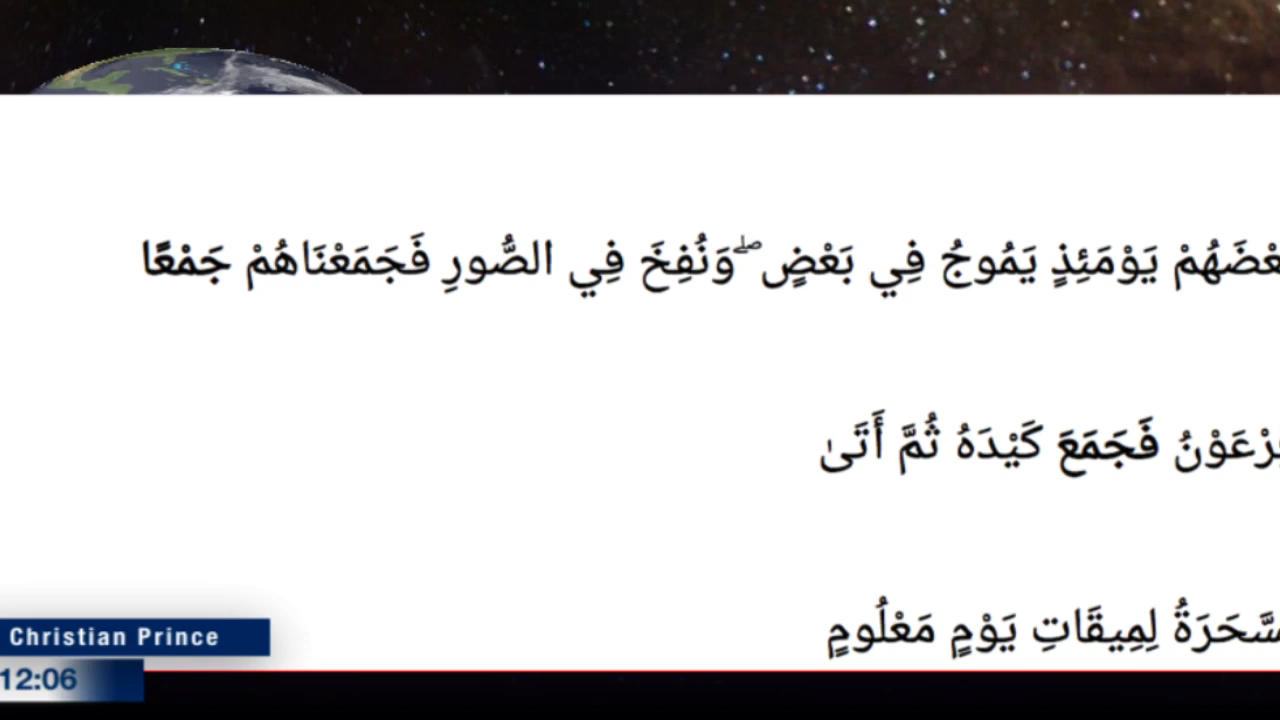 يَوْمَئِذٍ يَمُوجُ فِي بَعْضٍ ۖ وَنُفِخَ فِي الصُّورِ فَجَمَعْنَاهُمْ جَمْعًا
فَجَمَعَ كَيْدَهُ ثُمَّ أَتَىٰ
لِمِيقَاتِ يَوْمٍ مَعْلُومٍ
Christian Prince
12:06